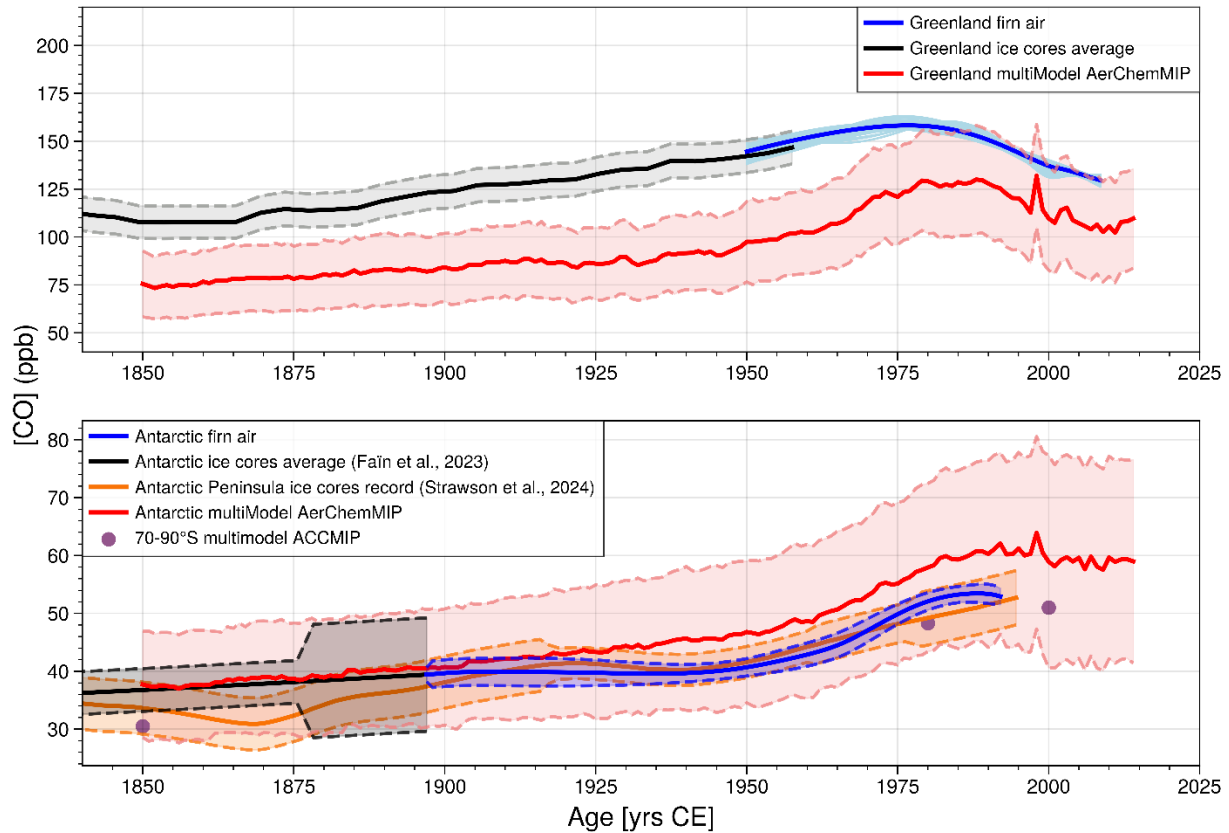 Greenland firn air
Greenland ice cores average
Greenland multiModel AerChemMIP
200
175
150
125
100
75
50
1850
1875
1900
1925
1950
1975
2000
2025
[CO] (ppb)
Antarctic firn air
Antarctic ice cores average (Faïn et al., 2023)
Antarctic Peninsula ice cores record (Strawson et al., 2024)
Antarctic multiModel AerChemMIP
70-90°S multimodel ACCMIP
80
70
60
50
40
30
1850
1875
1900
1925
1950
1975
2000
2025
Age [yrs CE]